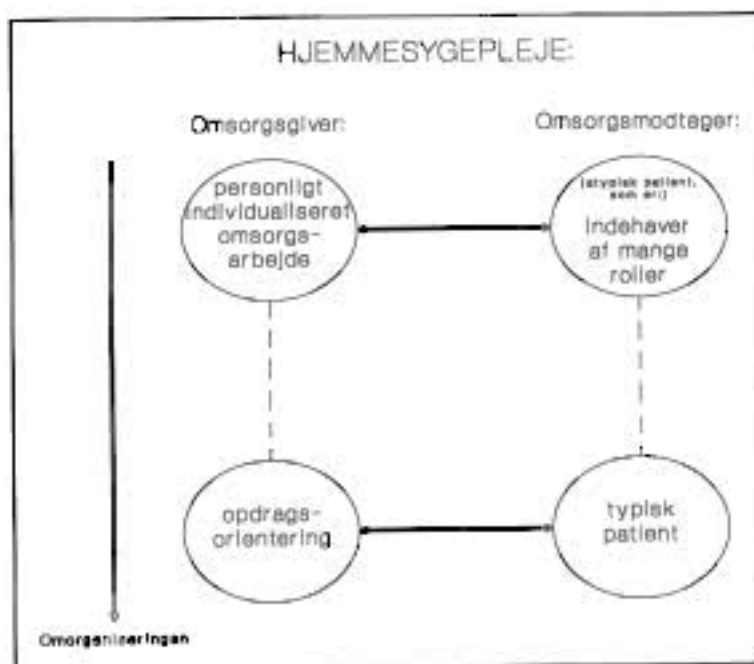 HJEMMESYGEPLEJE:
Omsorgsgiver:
Omsorgsmodtager:
personligt
individualiseret
omsorgs-
arbejde
(atypisk patient,
som er:)
indehaver
af mange
roller
opdrags-
orientering
typisk
patient
Omorganiseringen